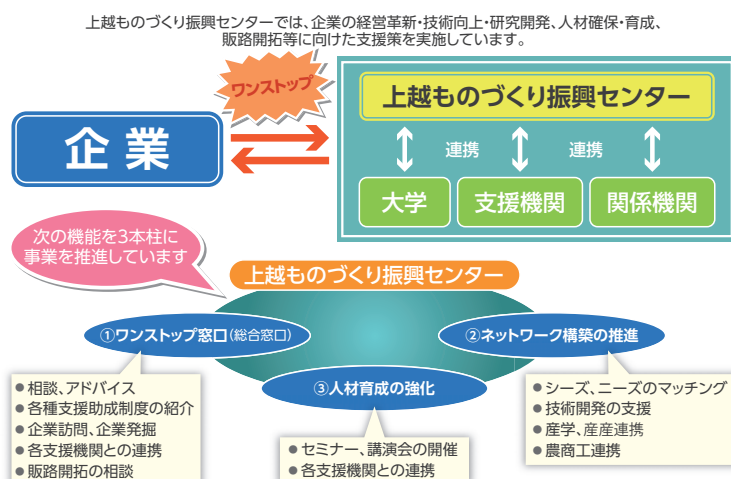 上越ものづくり振興センターでは、企業の経営革新・技術向上・研究開発、人材確保・育成、
販路開拓等に向けた支援策を実施しています。
ワンストップ
上越ものづくり振興センター
企業
連携
連携
大学
支援機関
関係機関
次の機能を3本柱に
事業を推進しています
上越ものづくり振興センター
①ワンストップ窓口(総合窓口)
②ネットワーク構築の推進
③人材育成の強化
●相談、アドバイス
●各種支援助成制度の紹介
●企業訪問、企業発掘
●各支援機関との連携
●販路開拓の相談
●セミナー、講演会の開催
●各支援機関との連携
●シーズ、ニーズのマッチング
●技術開発の支援
●産学、産産連携
●農商工連携